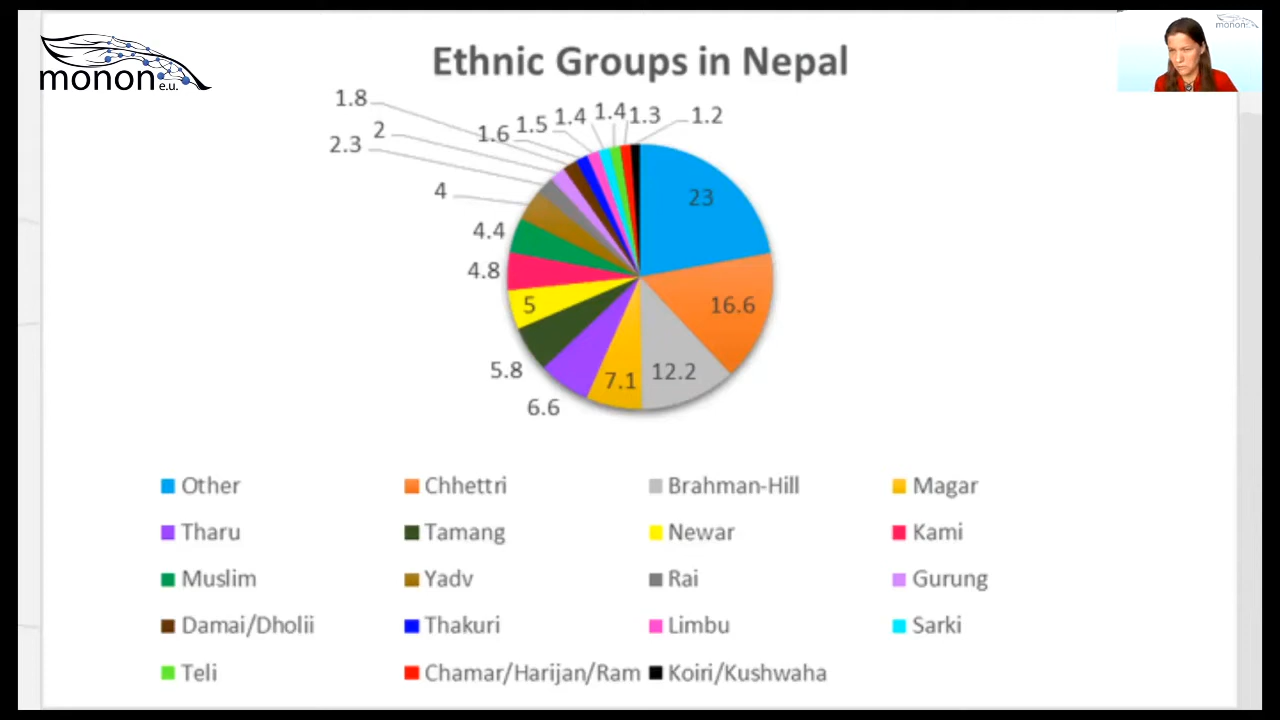 monon e.u.
monon
Ethnic Groups in Nepal
1.8
2
2.3
4
4.4
4.8
5
5.8
6.6
7.1
12.2
16.6
23
1.6
1.5
1.4
1.4
1.3
1.2
Other Chhettri Brahman-Hill Magar
Tharu Tamang Newar Kami
Muslim Yadv Rai Gurung
Damai/Dholii Thakuri Limbu Sarki
Teli Chamar/Harijan/Ram Koiri/Kushwaha